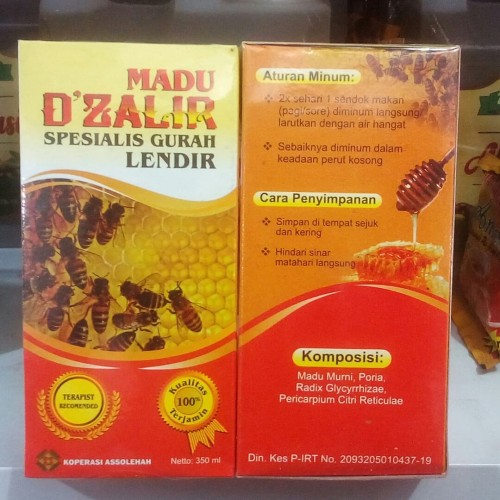 MADU
D'ZALIR
SPESIALIS GURAH
LENDIR
TERAPIST
RECOMENDED
Kualitas
100%
Terjamin
KOPERASI ASSOLEHAH
Netto: 350 ml
Aturan Minum:
2x sehari 1 sendok makan
(pagi/sore) diminum langsung/
larutkan dengan air hangat
Sebaiknya diminum dalam
keadaan perut kosong
Cara Penyimpanan
Simpan di tempat sejuk
dan kering
Hindari sinar
matahari langsung
Komposisi:
Madu Murni, Poria,
Radix Glycyrrhizae,
Pericarpium Citri Reticulae
Din. Kes P-IRT No. 2093205010437-19